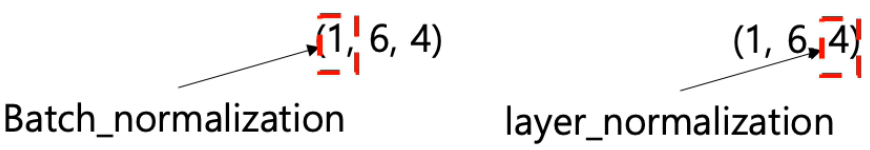 (1, 6, 4)
(1, 6, 4)
Batch_normalization
layer_normalization